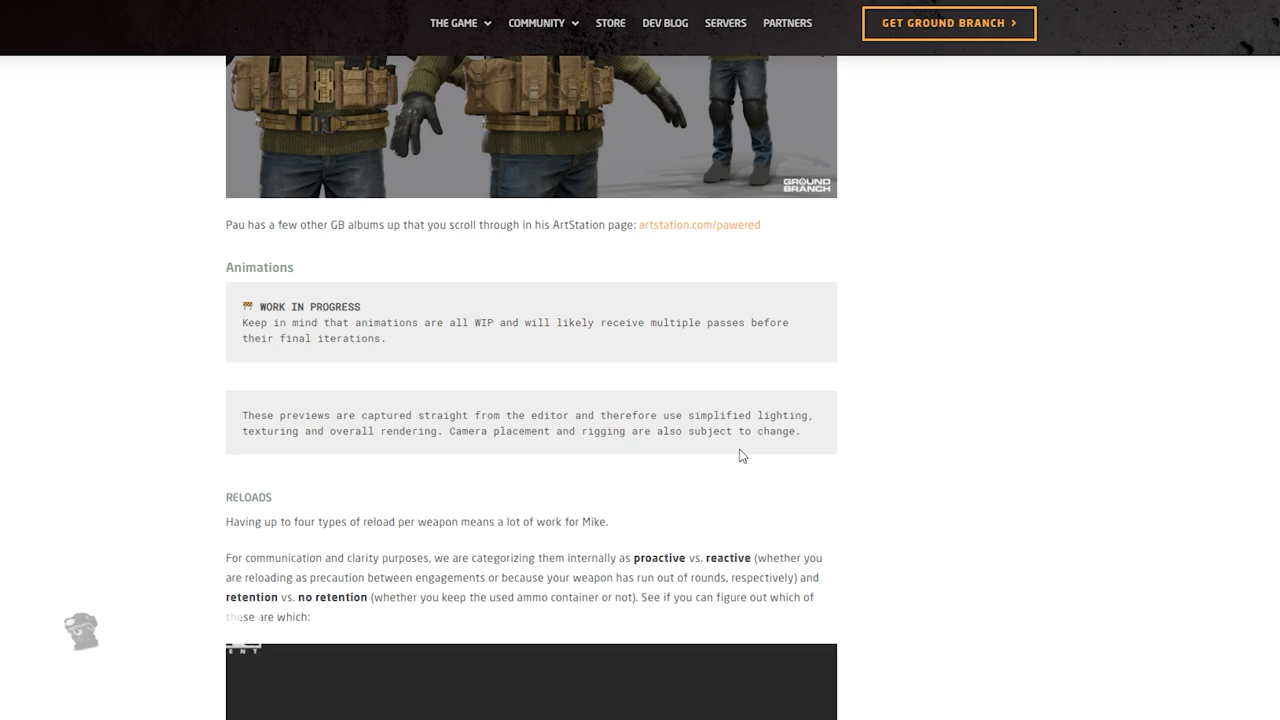 THE GAME COMMUNITY STORE DEV BLOG SERVERS PARTNERS GET GROUND BRANCH >
GROUND
BRANCH
Pau has a few other GB albums up that you scroll through in his ArtStation page: artstation.com/pawered
Animations
🚧 WORK IN PROGRESS
Keep in mind that animations are all WIP and will likely receive multiple passes before
their final iterations.
These previews are captured straight from the editor and therefore use simplified lighting,
texturing and overall rendering. Camera placement and rigging are also subject to change.
RELOADS
Having up to four types of reload per weapon means a lot of work for Mike.
For communication and clarity purposes, we are categorizing them internally as proactive vs. reactive (whether you
are reloading as precaution between engagements or because your weapon has run out of rounds, respectively) and
retention vs. no retention (whether you keep the used ammo container or not). See if you can figure out which of
these are which:
E N T